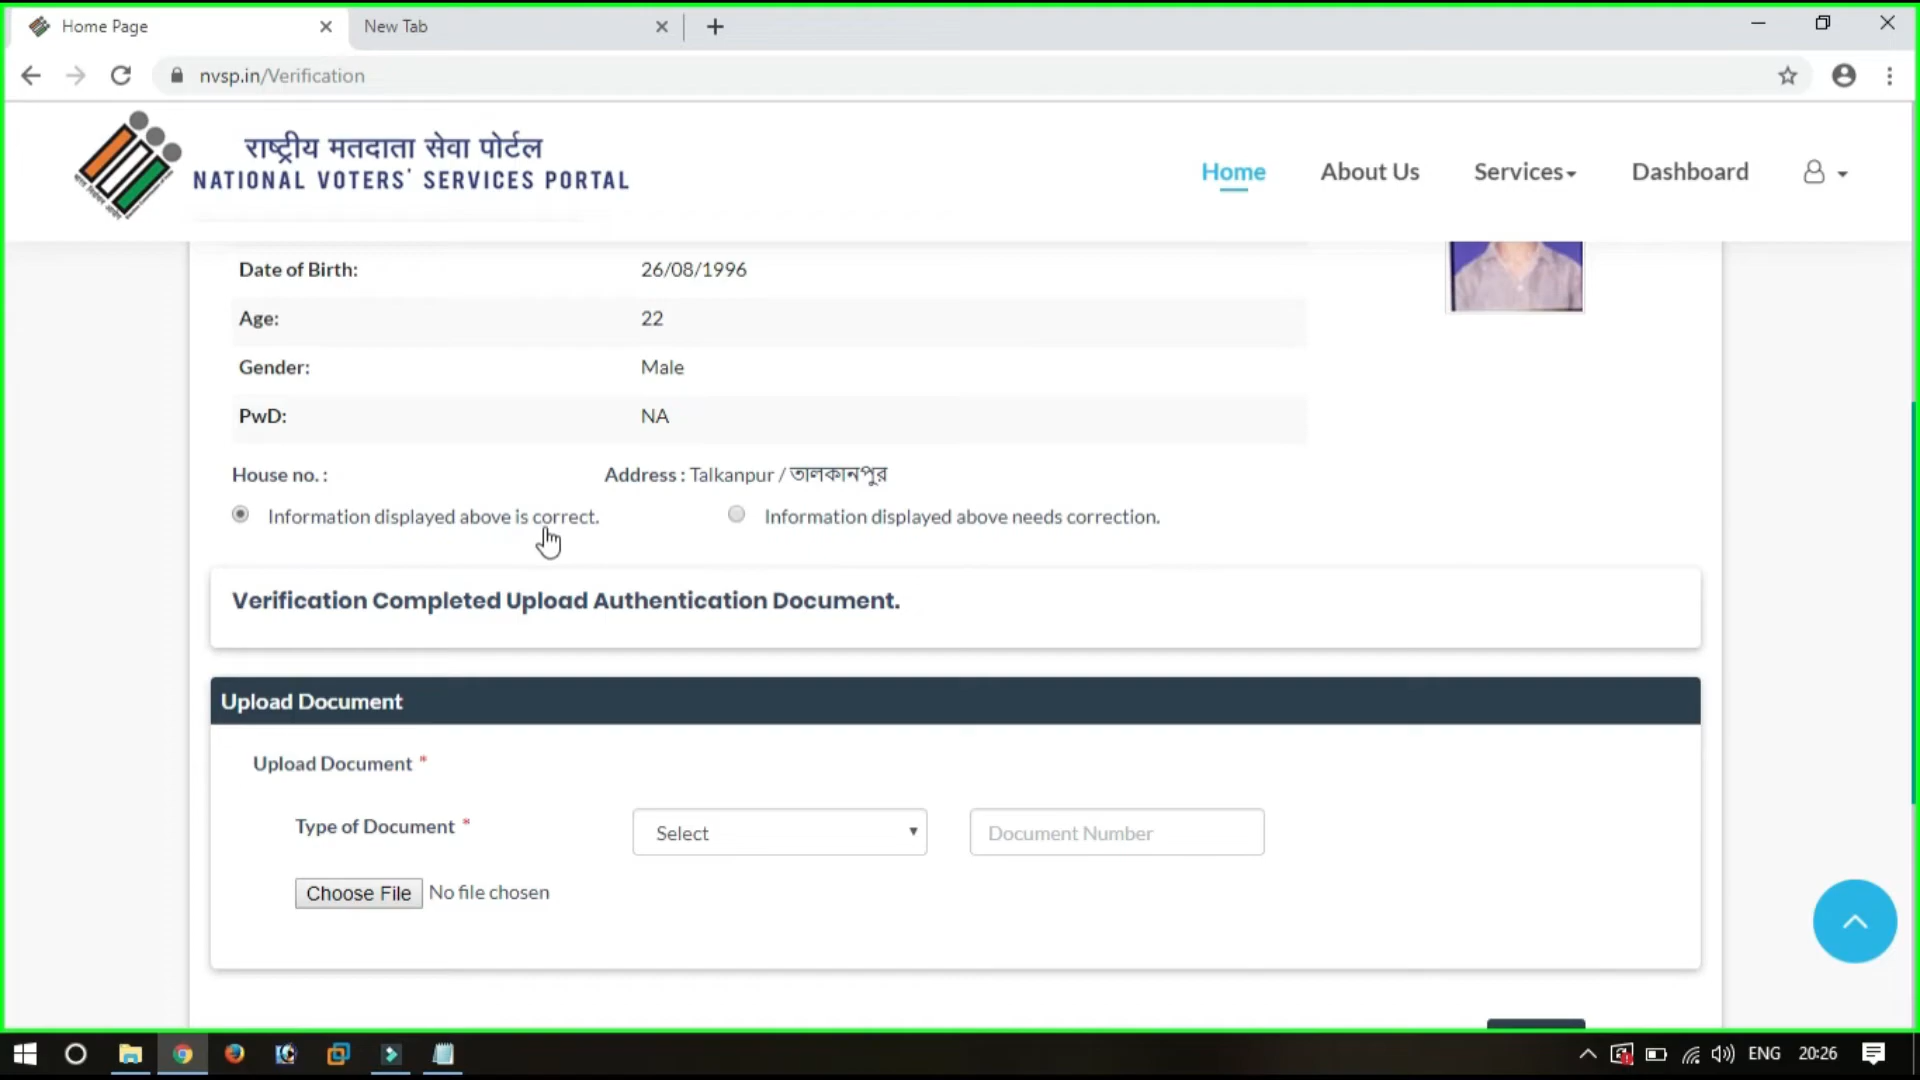 Home Page
New Tab
nvsp.in/Verification
राष्ट्रीय मतदाता सेवा पोर्टल
NATIONAL VOTERS' SERVICES PORTAL
Home About Us Services Dashboard
Date of Birth: 26/08/1996
Age: 22
Gender: Male
PwD: NA
House no. : Address : Talkanpur / তালকানপুর
Information displayed above is correct. Information displayed above needs correction.
Verification Completed Upload Authentication Document.
Upload Document
Upload Document *
Type of Document * Select Document Number
Choose File No file chosen
ENG 20:26